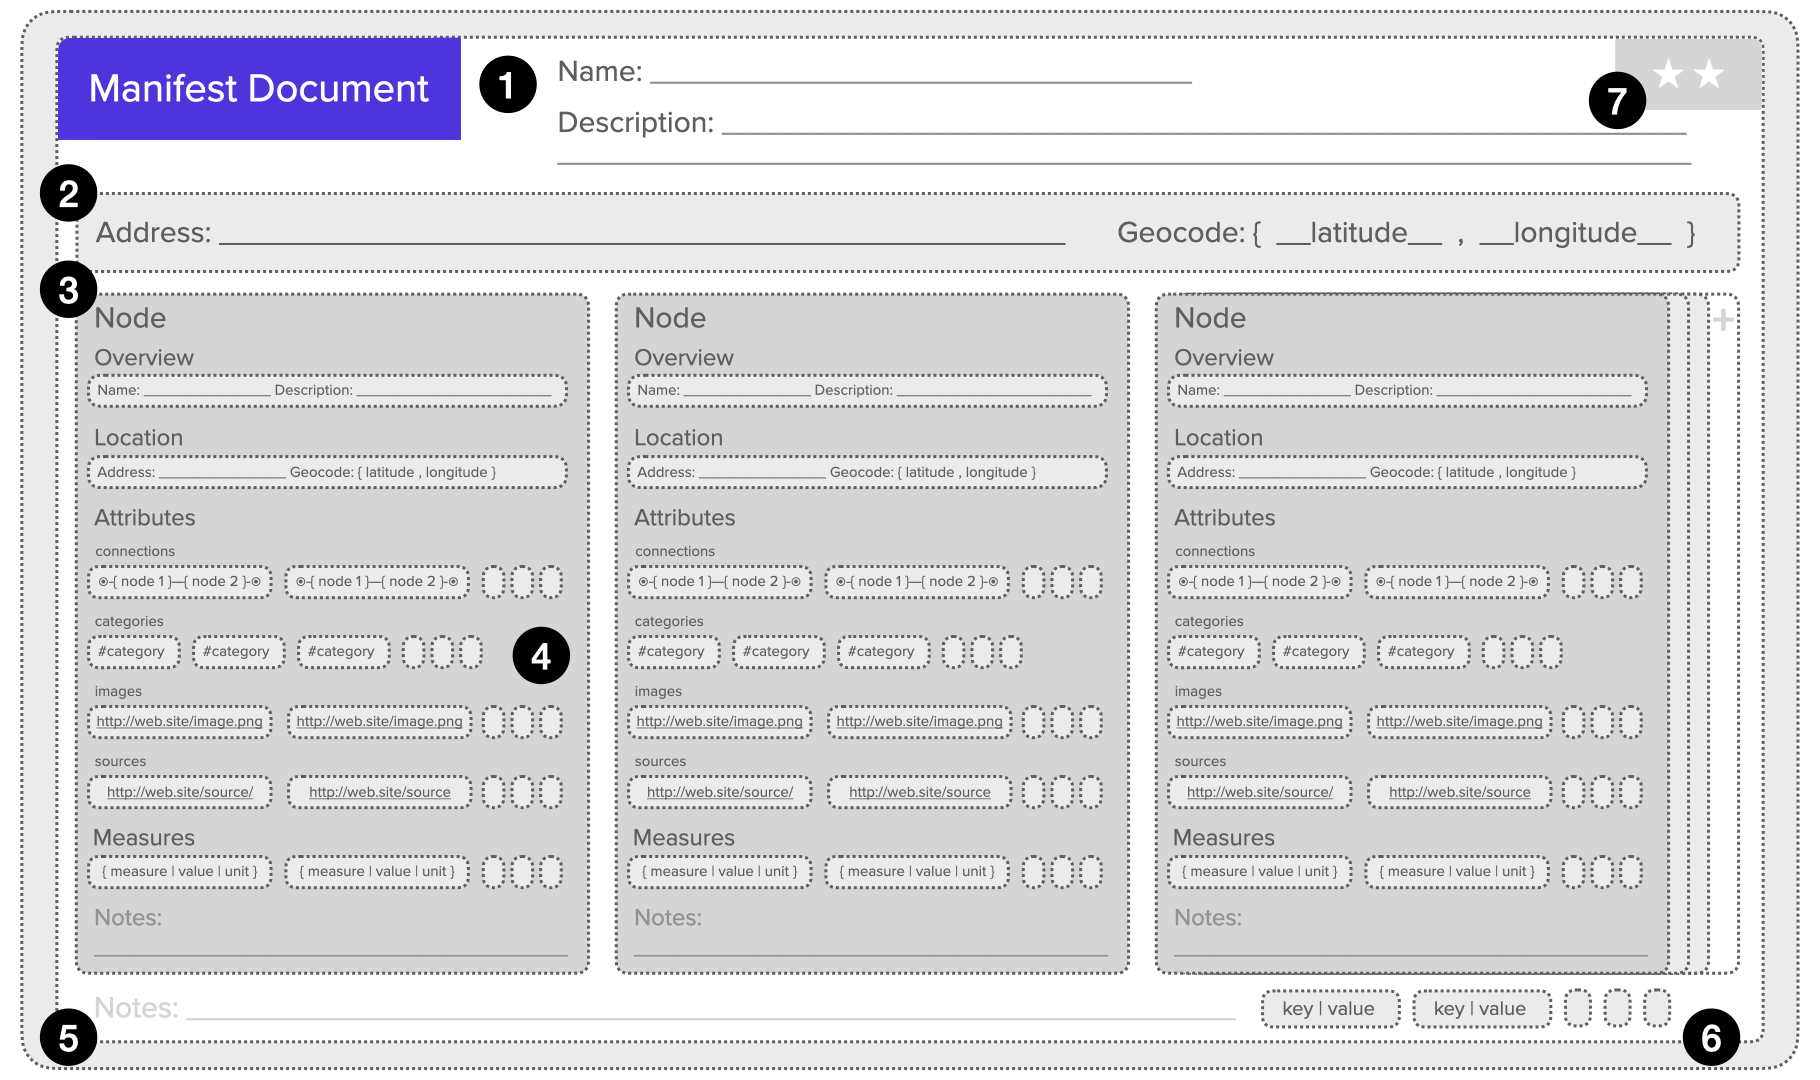 Manifest Document
1
Name:
Description:
7
2
Address: Geocode: { __latitude__ , __longitude__ }
3
Node
Overview
Name: Description:
Location
Address: Geocode: { latitude , longitude }
Attributes
connections
{ node 1 }—{ node 2 } { node 1 }—{ node 2 }
categories
#category #category #category
4
images
http://web.site/image.png http://web.site/image.png
sources
http://web.site/source/ http://web.site/source
Measures
{ measure | value | unit } { measure | value | unit }
Notes:
Node
Overview
Name: Description:
Location
Address: Geocode: { latitude , longitude }
Attributes
connections
{ node 1 }—{ node 2 } { node 1 }—{ node 2 }
categories
#category #category #category
images
http://web.site/image.png http://web.site/image.png
sources
http://web.site/source/ http://web.site/source
Measures
{ measure | value | unit } { measure | value | unit }
Notes:
Node
+
Overview
Name: Description:
Location
Address: Geocode: { latitude , longitude }
Attributes
connections
{ node 1 }—{ node 2 } { node 1 }—{ node 2 }
categories
#category #category #category
images
http://web.site/image.png http://web.site/image.png
sources
http://web.site/source/ http://web.site/source
Measures
{ measure | value | unit } { measure | value | unit }
Notes:
5
Notes:
key | value key | value
6